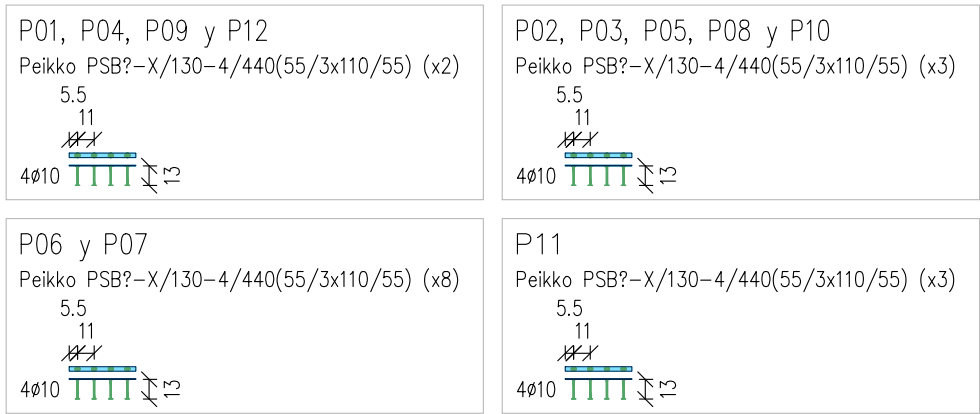 P01, P04, P09 y P12
Peikko PSB?-X/130-4/440(55/3x110/55) (x2)
5.5
11
4ø10
13
P02, P03, P05, P08 y P10
Peikko PSB?-X/130-4/440(55/3x110/55) (x3)
5.5
11
4ø10
13
P06 y P07
Peikko PSB?-X/130-4/440(55/3x110/55) (x8)
5.5
11
4ø10
13
P11
Peikko PSB?-X/130-4/440(55/3x110/55) (x3)
5.5
11
4ø10
13